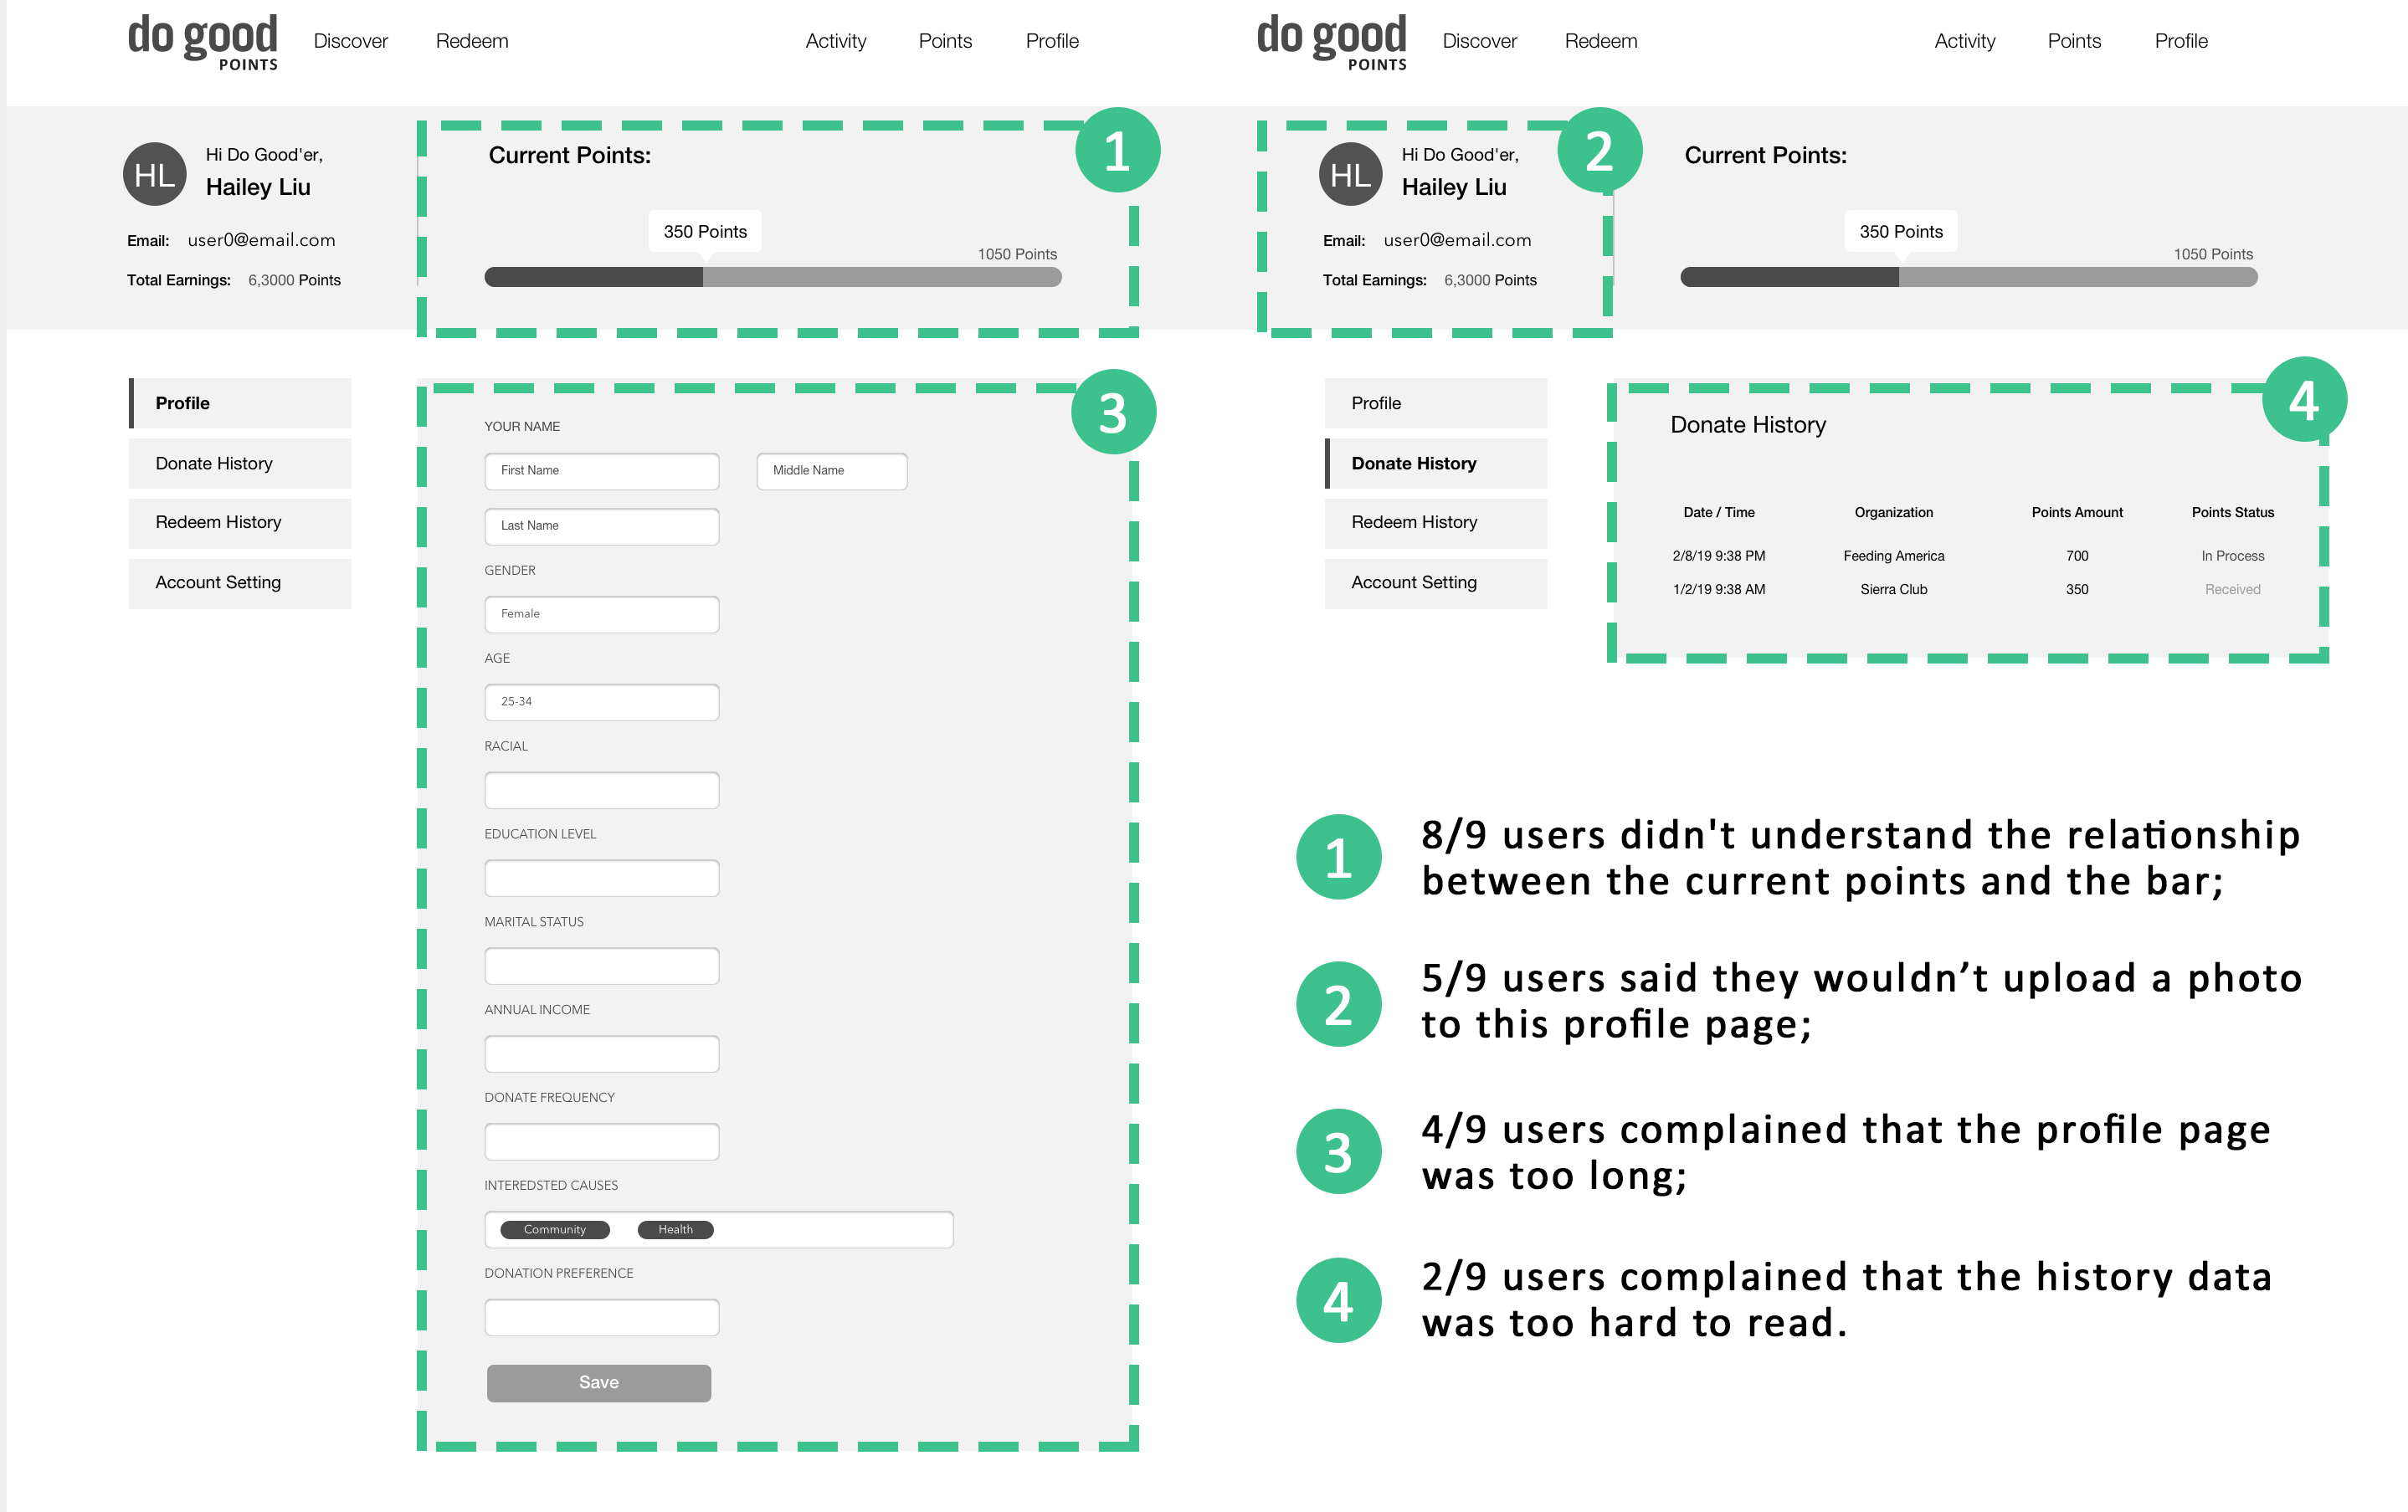 do good
POINTS
Discover
Redeem
Activity
Points
Profile
HL
Hi Do Good'er,
Hailey Liu
Email: user0@email.com
Total Earnings: 6,3000 Points
Current Points:
350 Points
1050 Points
1
Profile
Donate History
Redeem History
Account Setting
3
YOUR NAME
First Name
Middle Name
Last Name
GENDER
Female
AGE
25-34
RACIAL
EDUCATION LEVEL
MARITAL STATUS
ANNUAL INCOME
DONATE FREQUENCY
INTEREDSTED CAUSES
Community
Health
DONATION PREFERENCE
Save
do good
POINTS
Discover
Redeem
Activity
Points
Profile
HL
Hi Do Good'er,
Hailey Liu
Email: user0@email.com
Total Earnings: 6,3000 Points
2
Current Points:
350 Points
1050 Points
Profile
Donate History
Redeem History
Account Setting
4
Donate History
Date / Time Organization Points Amount Points Status
2/8/19 9:38 PM Feeding America 700 In Process
1/2/19 9:38 AM Sierra Club 350 Received
1
8/9 users didn't understand the relationship
between the current points and the bar;
2
5/9 users said they wouldn’t upload a photo
to this profile page;
3
4/9 users complained that the profile page
was too long;
4
2/9 users complained that the history data
was too hard to read.